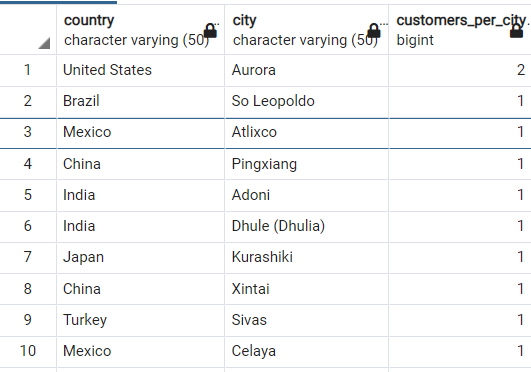 country city customers_per_city...
character varying (50) character varying (50) bigint
1 United States Aurora 2
2 Brazil So Leopoldo 1
3 Mexico Atlixco 1
4 China Pingxiang 1
5 India Adoni 1
6 India Dhule (Dhulia) 1
7 Japan Kurashiki 1
8 China Xintai 1
9 Turkey Sivas 1
10 Mexico Celaya 1